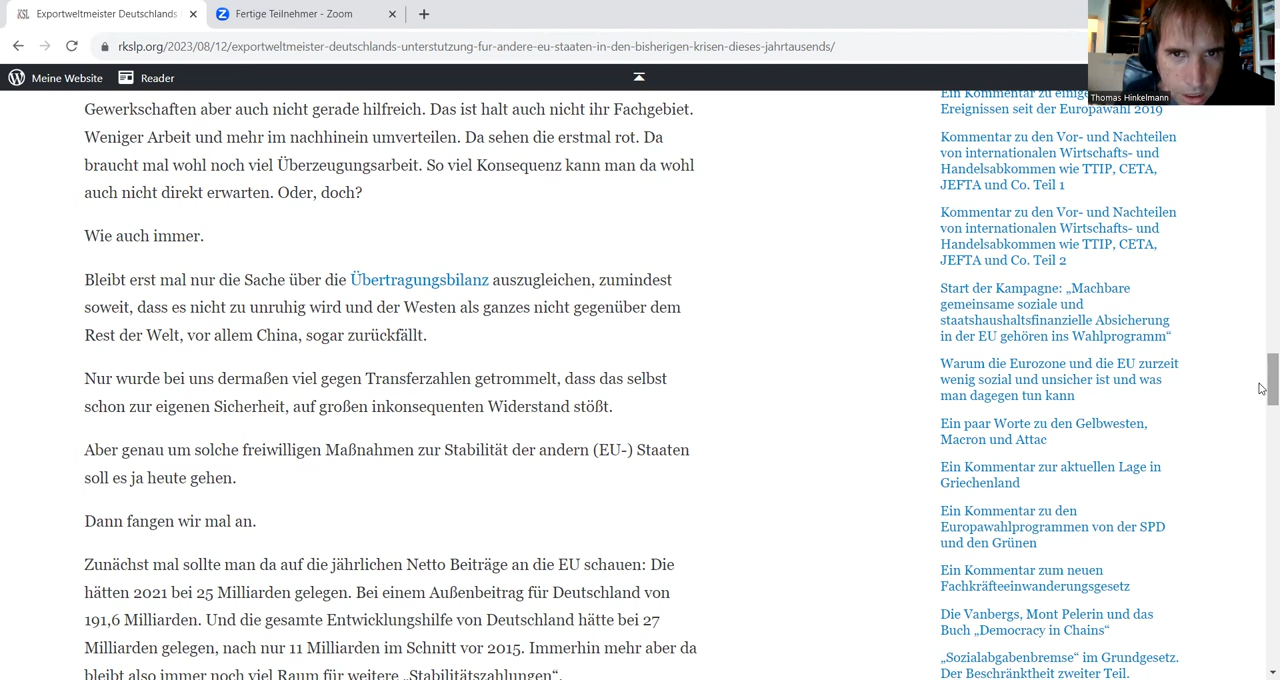 Exportweltmeister Deutschlands
Fertige Teilnehmer - Zoom
rkslp.org/2023/08/12/exportweltmeister-deutschlands-unterstutzung-fur-andere-eu-staaten-in-den-bisherigen-krisen-dieses-jahrtausends/
Meine Website
Reader
Thomas Hinkelmann
Gewerkschaften aber auch nicht gerade hilfreich. Das ist halt auch nicht ihr Fachgebiet.
Weniger Arbeit und mehr im nachhinein umverteilen. Da sehen die erstmal rot. Da
braucht mal wohl noch viel Überzeugungsarbeit. So viel Konsequenz kann man da wohl
auch nicht direkt erwarten. Oder, doch?
Wie auch immer.
Bleibt erst mal nur die Sache über die Übertragungsbilanz auszugleichen, zumindest
soweit, dass es nicht zu unruhig wird und der Westen als ganzes nicht gegenüber dem
Rest der Welt, vor allem China, sogar zurückfällt.
Nur wurde bei uns dermaßen viel gegen Transferzahlen getrommelt, dass das selbst
schon zur eigenen Sicherheit, auf großen inkonsequenten Widerstand stößt.
Aber genau um solche freiwilligen Maßnahmen zur Stabilität der andern (EU-) Staaten
soll es ja heute gehen.
Dann fangen wir mal an.
Zunächst mal sollte man da auf die jährlichen Netto Beiträge an die EU schauen: Die
hätten 2021 bei 25 Milliarden gelegen. Bei einem Außenbeitrag für Deutschland von
191,6 Milliarden. Und die gesamte Entwicklungshilfe von Deutschland hätte bei 27
Milliarden gelegen, nach nur 11 Milliarden im Schnitt vor 2015. Immerhin mehr aber da
bleibt also immer noch viel Raum für weitere „Stabilitätszahlungen“.
Ein Kommentar zu einigen
Ereignissen seit der Europawahl 2019
Kommentar zu den Vor- und Nachteilen
von internationalen Wirtschafts- und
Handelsabkommen wie TTIP, CETA,
JEFTA und Co. Teil 1
Kommentar zu den Vor- und Nachteilen
von internationalen Wirtschafts- und
Handelsabkommen wie TTIP, CETA,
JEFTA und Co. Teil 2
Start der Kampagne: „Machbare
gemeinsame soziale und
staatshaushaltsfinanzielle Absicherung
in der EU gehören ins Wahlprogramm“
Warum die Eurozone und die EU zurzeit
wenig sozial und unsicher ist und was
man dagegen tun kann
Ein paar Worte zu den Gelbwesten,
Macron und Attac
Ein Kommentar zur aktuellen Lage in
Griechenland
Ein Kommentar zu den
Europawahlprogrammen von der SPD
und den Grünen
Ein Kommentar zum neuen
Fachkräfteeinwanderungsgesetz
Die Vanbergs, Mont Pelerin und das
Buch „Democracy in Chains“
„Sozialabgabenbremse“ im Grundgesetz.
Der Beschränktheit zweiter Teil.